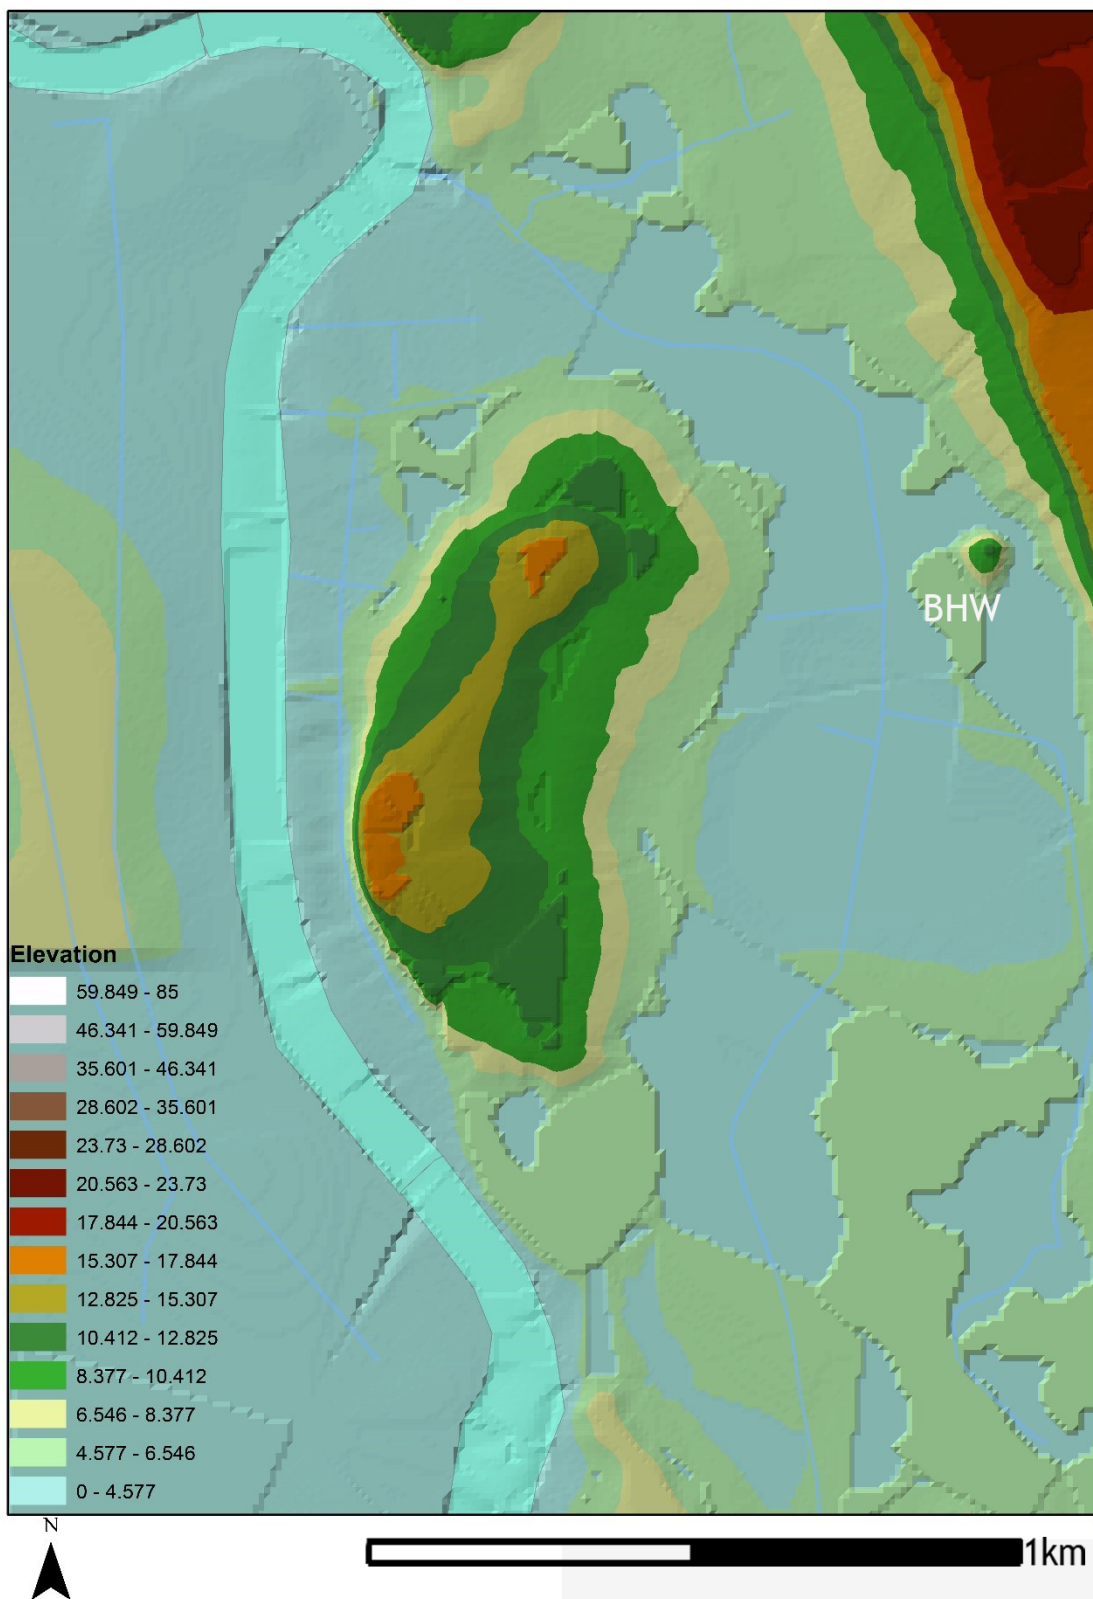 BHW
Elevation
59.849 - 85
46.341 - 59.849
35.601 - 46.341
28.602 - 35.601
23.73 - 28.602
20.563 - 23.73
17.844 - 20.563
15.307 - 17.844
12.825 - 15.307
10.412 - 12.825
8.377 - 10.412
6.546 - 8.377
4.577 - 6.546
0 - 4.577
N
1km